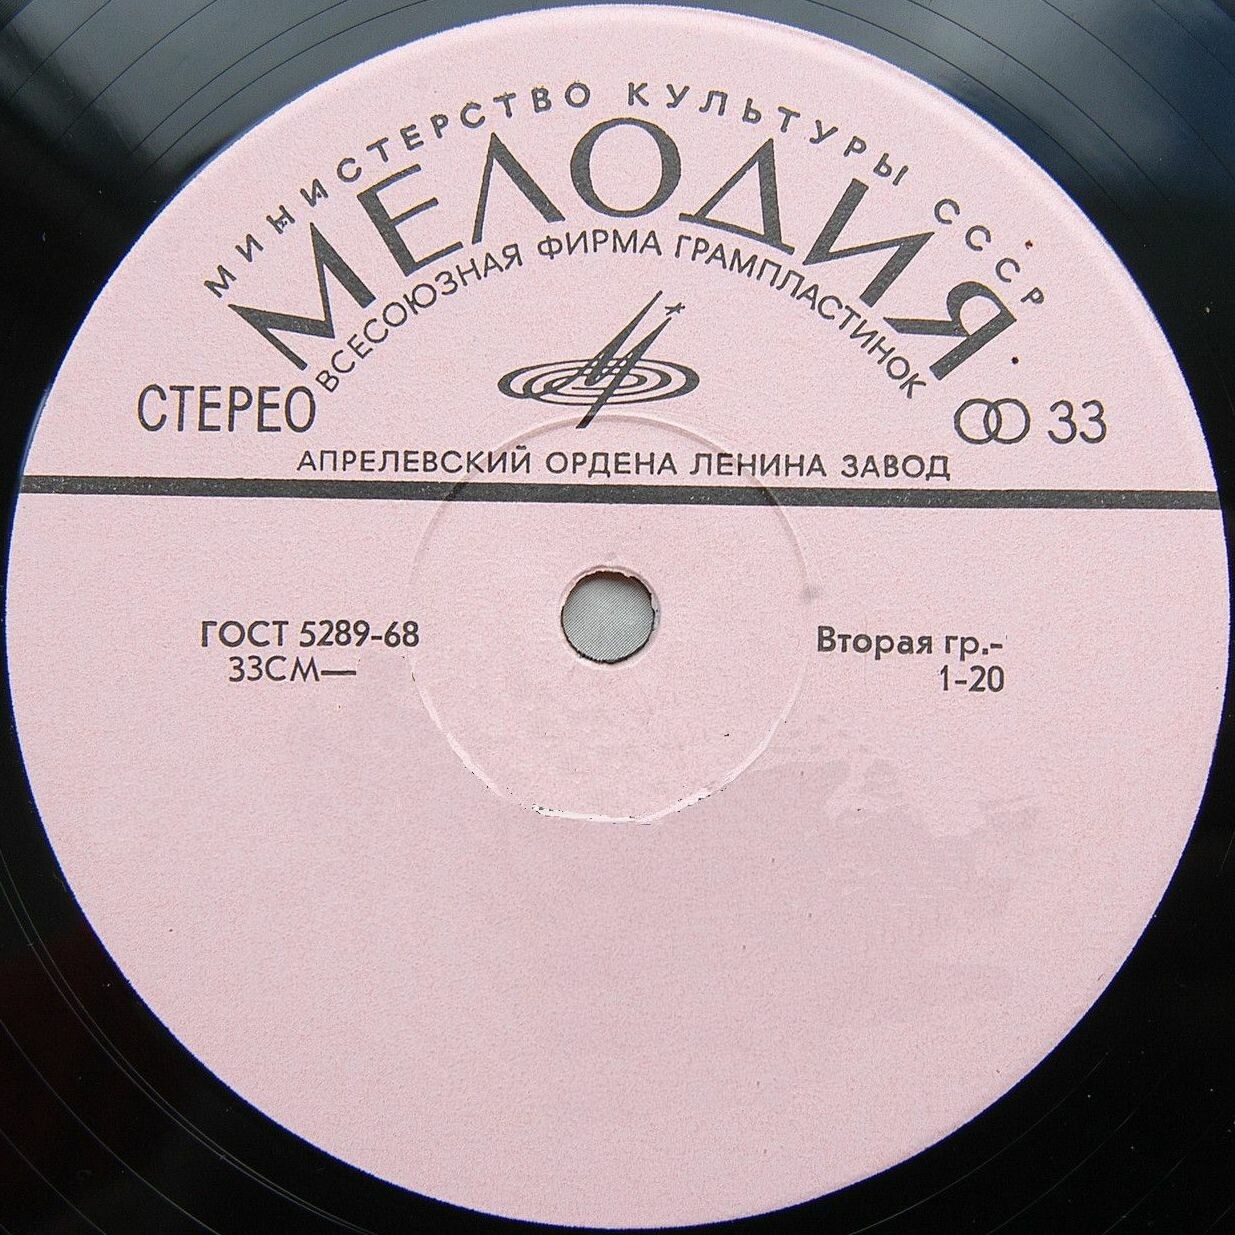 МИНИСТЕРСТВО КУЛЬТУРЫ СССР
МЕЛОДИЯ
ВСЕСОЮЗНАЯ ФИРМА ГРАМПЛАСТИНОК
СТЕРЕО
33
АПРЕЛЕВСКИЙ ОРДЕНА ЛЕНИНА ЗАВОД
ГОСТ 5289-68
33СМ—
Вторая гр.-
1-20